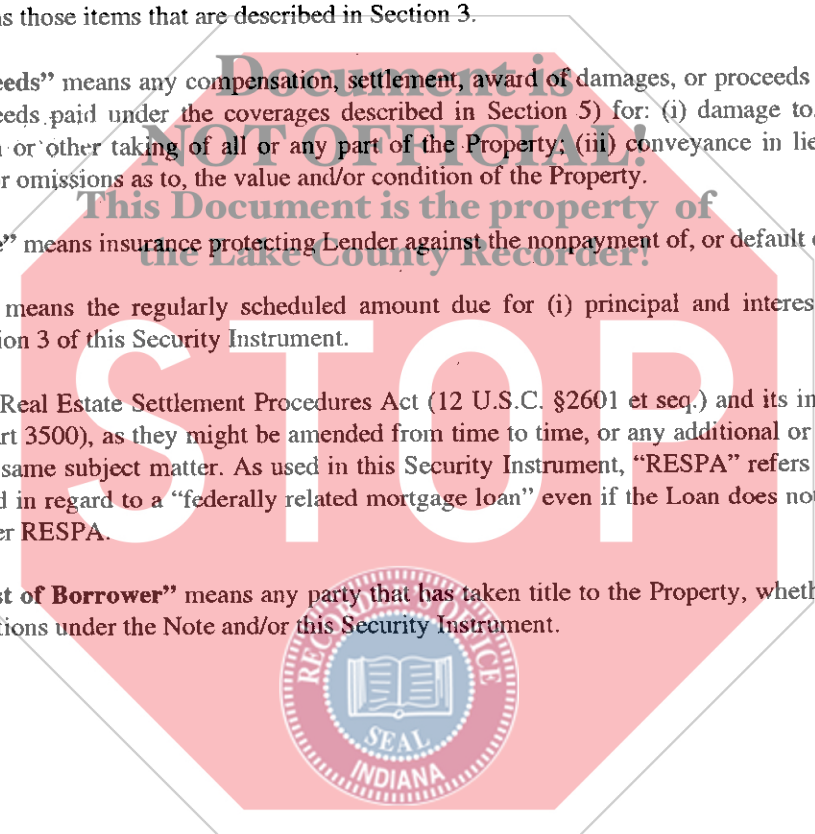 ns those items that are described in Section 3.
Document is
eeds” means any compensation, settlement, award of damages, or proceeds
eeds paid under the coverages described in Section 5) for: (i) damage to,
NOT OFFICIAL!
n or other taking of all or any part of the Property; (iii) conveyance in lie
r omissions as to, the value and/or condition of the Property.
This Document is the property of
e” means insurance protecting Lender against the nonpayment of, or default
the Lake County Recorder!
means the regularly scheduled amount due for (i) principal and interes
ion 3 of this Security Instrument.
STOP
Real Estate Settlement Procedures Act (12 U.S.C. §2601 et seq.) and its in
art 3500), as they might be amended from time to time, or any additional or
same subject matter. As used in this Security Instrument, “RESPA” refers
d in regard to a “federally related mortgage loan” even if the Loan does no
er RESPA.
st of Borrower” means any party that has taken title to the Property, wheth
tions under the Note and/or this Security Instrument.
RECORDER'S OFFICE
SEAL
INDIANA